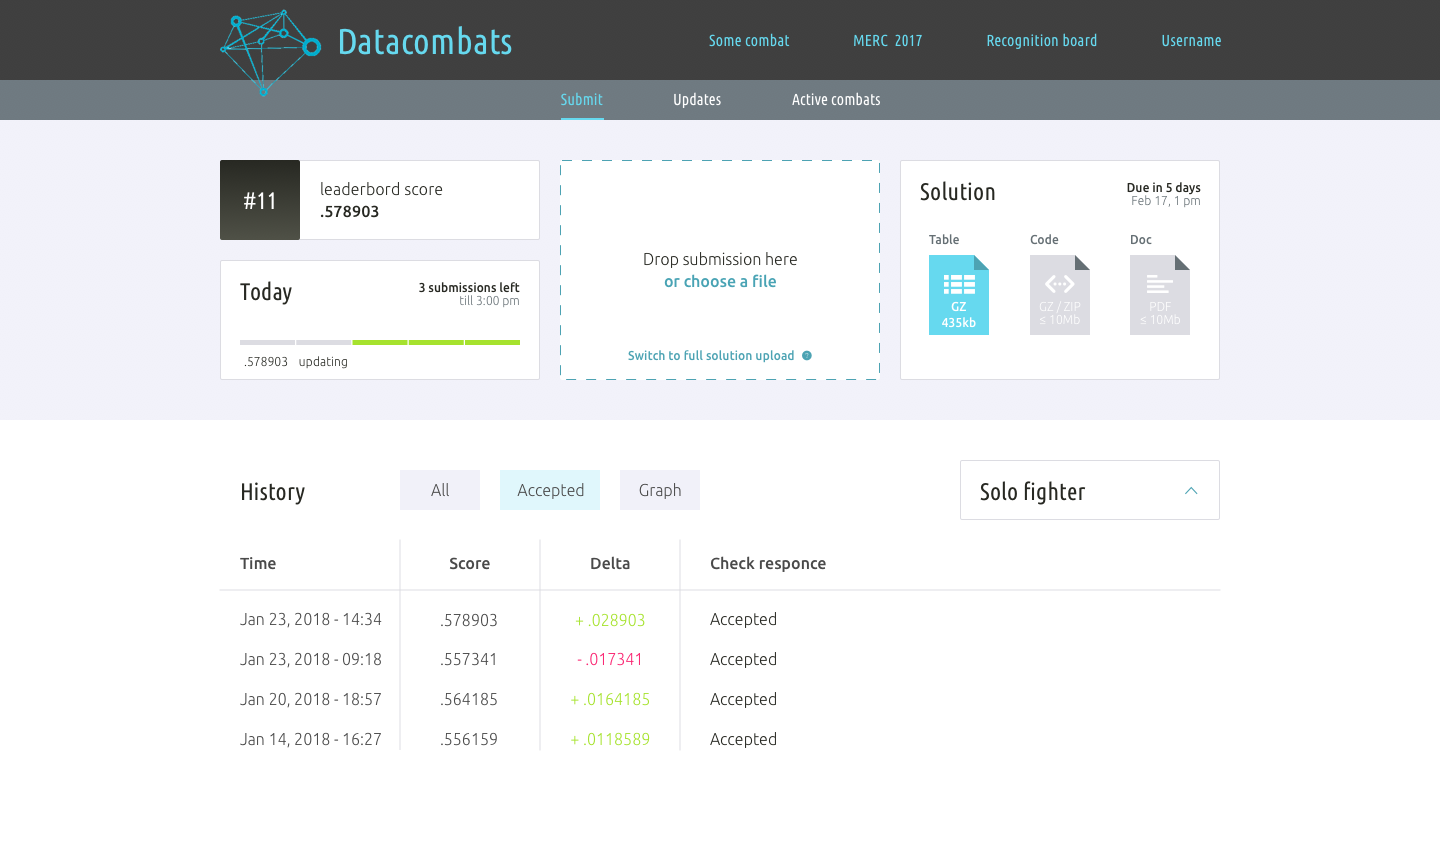 Datacombats
Some combat MERC 2017 Recognition board Username
Submit Updates Active combats
#11
leaderbord score
.578903
Today
3 submissions left
till 3:00 pm
.578903 updating
Drop submission here
or choose a file
Switch to full solution upload ?
Solution
Due in 5 days
Feb 17, 1 pm
Table Code Doc
GZ
435kb
GZ / ZIP
≤ 10Mb
PDF
≤ 10Mb
History All Accepted Graph
Solo fighter
Time Score Delta Check responce
Jan 23, 2018 - 14:34 .578903 + .028903 Accepted
Jan 23, 2018 - 09:18 .557341 - .017341 Accepted
Jan 20, 2018 - 18:57 .564185 + .0164185 Accepted
Jan 14, 2018 - 16:27 .556159 + .0118589 Accepted